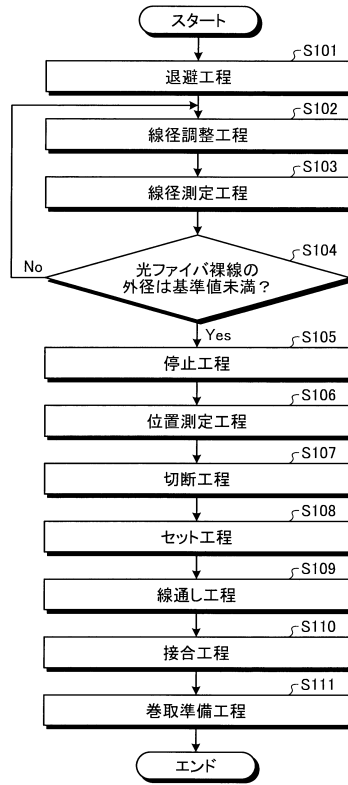 スタート
S101
退避工程
S102
線径調整工程
S103
線径測定工程
S104
光ファイバ裸線の
外径は基準値未満？
No
Yes
S105
停止工程
S106
位置測定工程
S107
切断工程
S108
セット工程
S109
線通し工程
S110
接合工程
S111
巻取準備工程
エンド